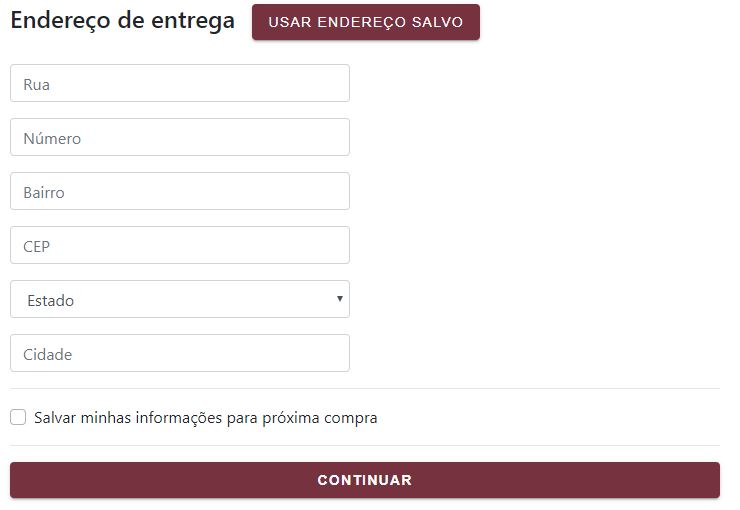 Endereço de entrega USAR ENDEREÇO SALVO
Rua
Número
Bairro
CEP
Estado
Cidade
Salvar minhas informações para próxima compra
CONTINUAR